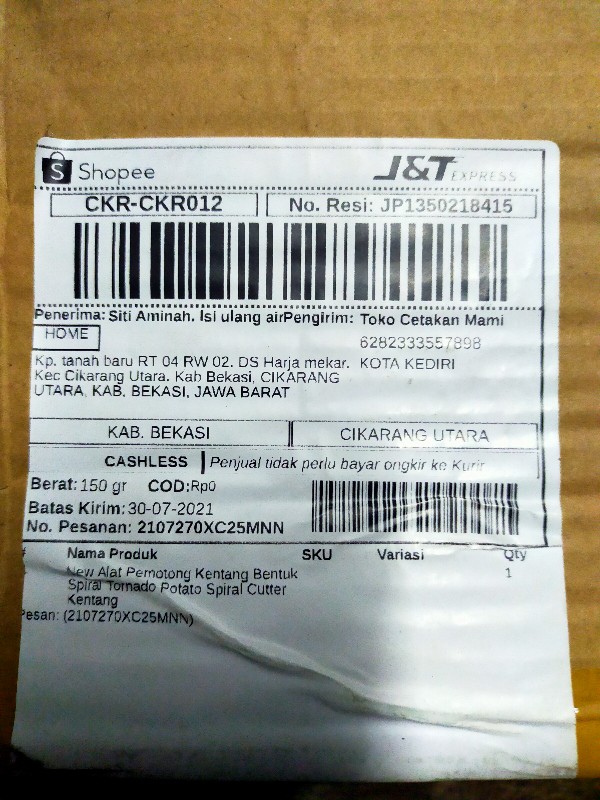 S Shopee J&T EXPRESS
CKR-CKR012 No. Resi: JP1350218415
Penerima: Siti Aminah. Isi ulang airPengirim: Toko Cetakan Mami
HOME 6282333557898
Kp. tanah baru RT 04 RW 02. DS Harja mekar. KOTA KEDIRI
Kec Cikarang Utara. Kab Bekasi, CIKARANG
UTARA, KAB. BEKASI, JAWA BARAT
KAB. BEKASI CIKARANG UTARA
CASHLESS Penjual tidak perlu bayar ongkir ke Kurir
Berat: 150 gr COD:Rp0
Batas Kirim: 30-07-2021
No. Pesanan: 2107270XC25MNN
# Nama Produk SKU Variasi Qty
New Alat Pemotong Kentang Bentuk 1
Spiral Tornado Potato Spiral Cutter
Kentang
Pesan: (2107270XC25MNN)